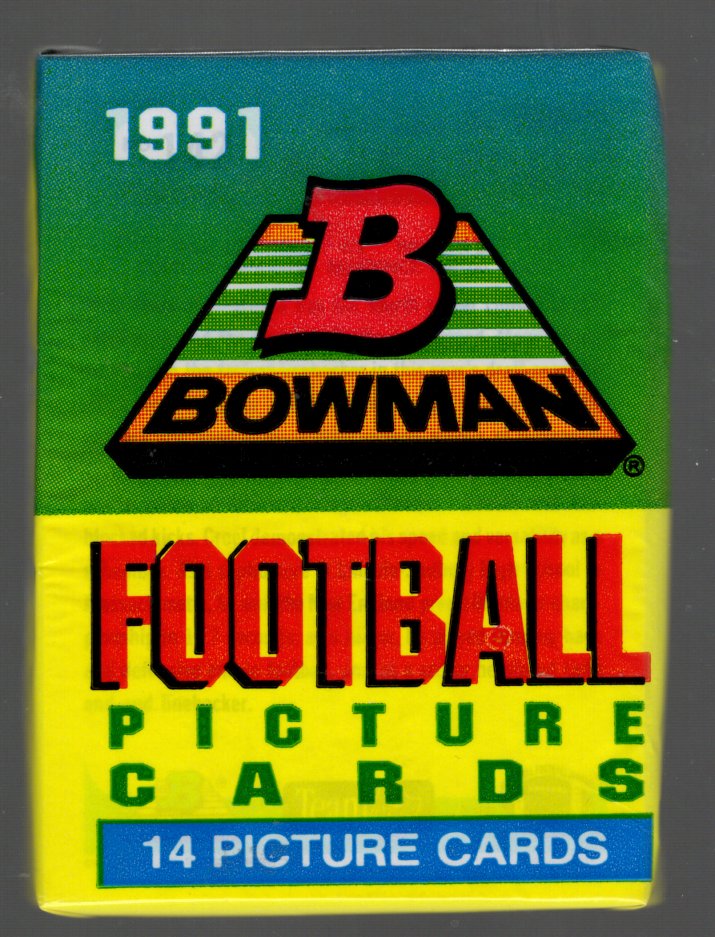 1991
B
BOWMAN®
FOOTBALL
PICTURE
CARDS
14 PICTURE CARDS